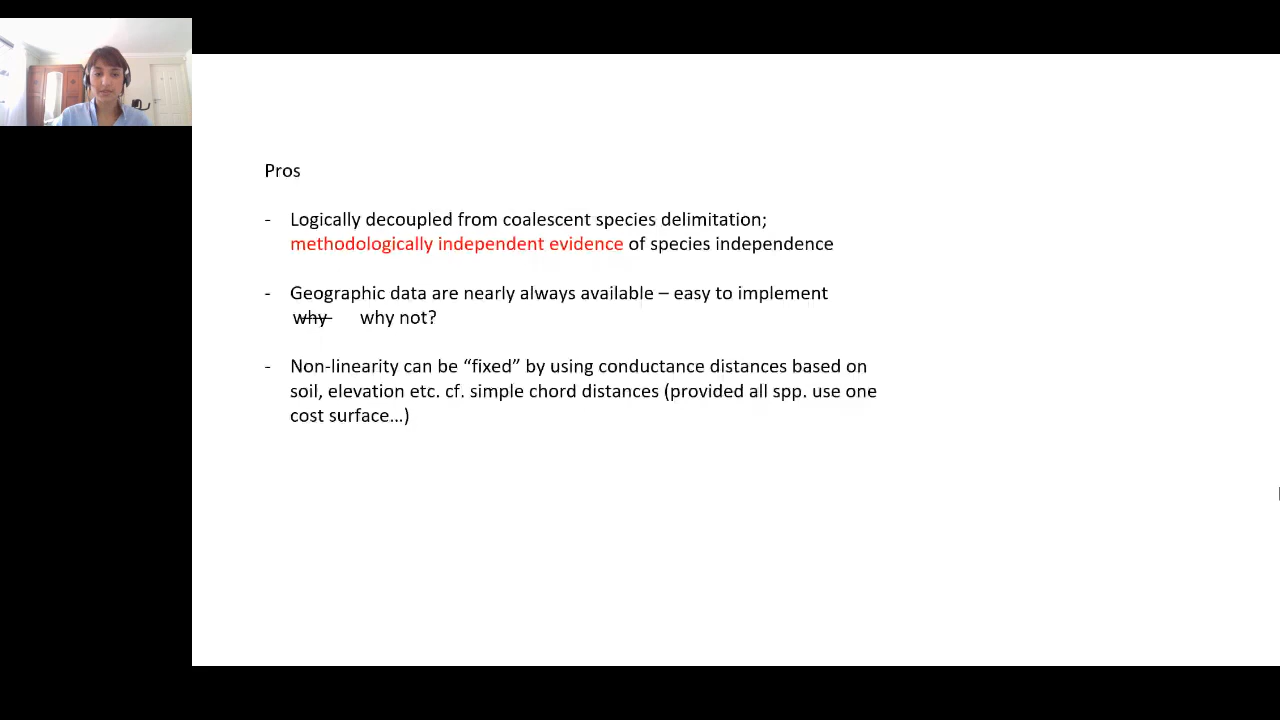 Pros
- Logically decoupled from coalescent species delimitation;
methodologically independent evidence of species independence
- Geographic data are nearly always available – easy to implement
why why not?
- Non-linearity can be “fixed” by using conductance distances based on
soil, elevation etc. cf. simple chord distances (provided all spp. use one
cost surface…)